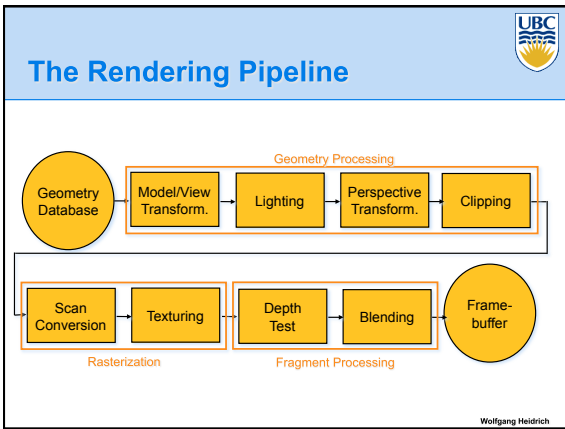 UBC
The Rendering Pipeline
Geometry Processing
Geometry
Database
Model/View
Transform.
Lighting
Perspective
Transform.
Clipping
Scan
Conversion
Texturing
Depth
Test
Blending
Frame-
buffer
Rasterization
Fragment Processing
Wolfgang Heidrich